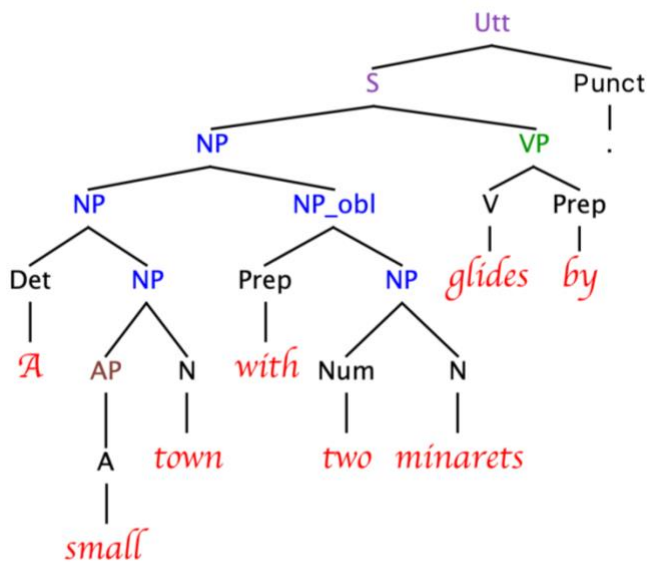 Utt
S Punct
NP VP .
NP NP_obl V Prep
Det NP Prep NP glides by
A AP N with Num N
A town two minarets
small